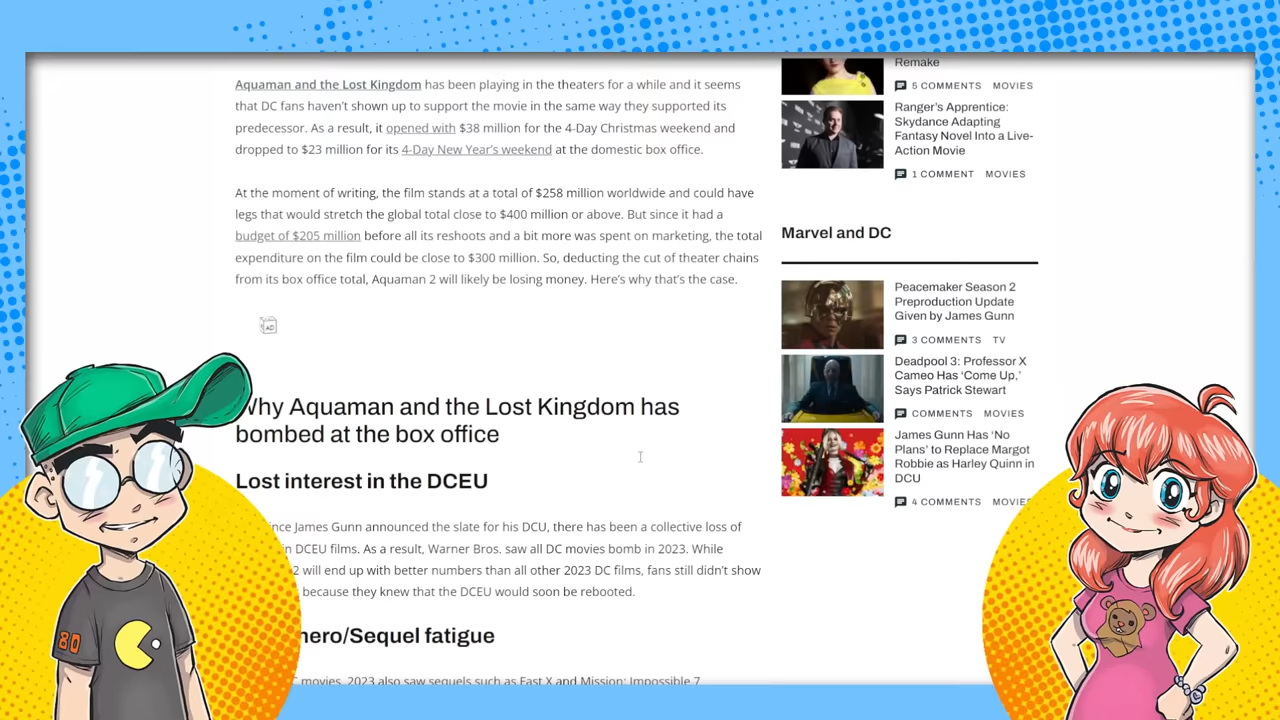 Aquaman and the Lost Kingdom has been playing in the theaters for a while and it seems
that DC fans haven't shown up to support the movie in the same way they supported its
predecessor. As a result, it opened with $38 million for the 4-Day Christmas weekend and
dropped to $23 million for its 4-Day New Year's weekend at the domestic box office.
At the moment of writing, the film stands at a total of $258 million worldwide and could have
legs that would stretch the global total close to $400 million or above. But since it had a
budget of $205 million before all its reshoots and a bit more was spent on marketing, the total
expenditure on the film could be close to $300 million. So, deducting the cut of theater chains
from its box office total, Aquaman 2 will likely be losing money. Here's why that's the case.
AD
Why Aquaman and the Lost Kingdom has
bombed at the box office
Lost interest in the DCEU
ince James Gunn announced the slate for his DCU, there has been a collective loss of
in DCEU films. As a result, Warner Bros. saw all DC movies bomb in 2023. While
2 will end up with better numbers than all other 2023 DC films, fans still didn't show
because they knew that the DCEU would soon be rebooted.
hero/Sequel fatigue
C movies, 2023 also saw sequels such as Fast X and Mission: Impossible 7
Remake
5 COMMENTS MOVIES
Ranger's Apprentice:
Skydance Adapting
Fantasy Novel Into a Live-
Action Movie
1 COMMENT MOVIES
Marvel and DC
Peacemaker Season 2
Preproduction Update
Given by James Gunn
3 COMMENTS TV
Deadpool 3: Professor X
Cameo Has 'Come Up,'
Says Patrick Stewart
COMMENTS MOVIES
James Gunn Has 'No
Plans' to Replace Margot
Robbie as Harley Quinn in
DCU
4 COMMENTS MOVIES
80